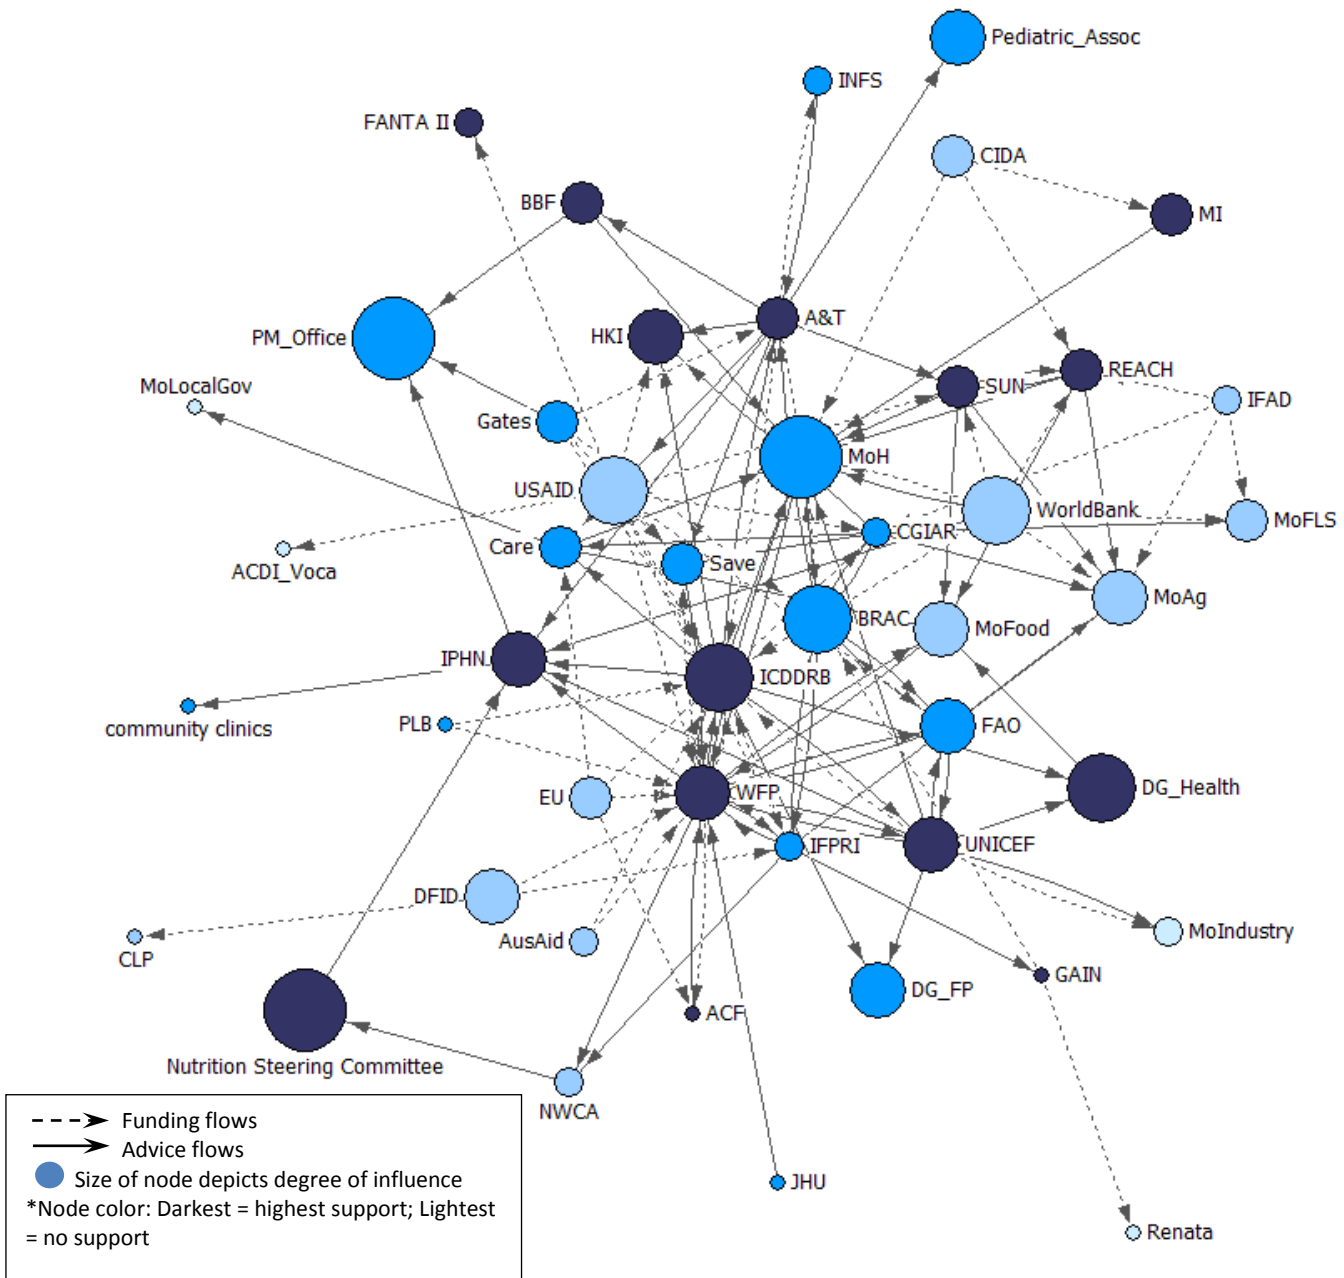 Pediatric_Assoc
INFS
FANTA II
CIDA
BBF
MI
A&T
PM_Office
HKI
REACH
SUN
MoLocalGov
IFAD
Gates
MoH
USAID
WorldBank
MoFLS
CGIAR
Care
ACDI_Voca
Save
MoAg
BRAC
MoFood
IPHN
ICDDRB
community clinics
PLB
FAO
DG_Health
EU
WFP
IFPRI
UNICEF
DFID
MoIndustry
AusAid
CLP
GAIN
DG_FP
ACF
Nutrition Steering Committee
NWCA
JHU
Renata
Funding flows
Advice flows
Size of node depicts degree of influence
*Node color: Darkest = highest support; Lightest
= no support